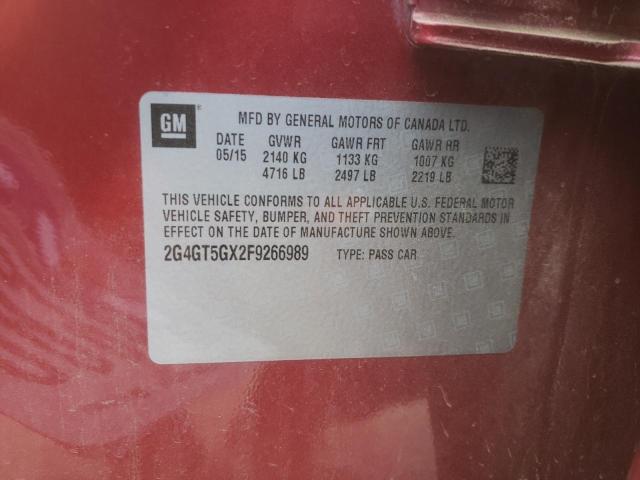 GM ®
MFD BY GENERAL MOTORS OF CANADA LTD.
DATE GVWR GAWR FRT GAWR RR
05/15 2140 KG 1133 KG 1007 KG
4716 LB 2497 LB 2219 LB
THIS VEHICLE CONFORMS TO ALL APPLICABLE U.S. FEDERAL MOTOR
VEHICLE SAFETY, BUMPER, AND THEFT PREVENTION STANDARDS IN
EFFECT ON THE DATE OF MANUFACTURE SHOWN ABOVE.
2G4GT5GX2F9266989 TYPE: PASS CAR